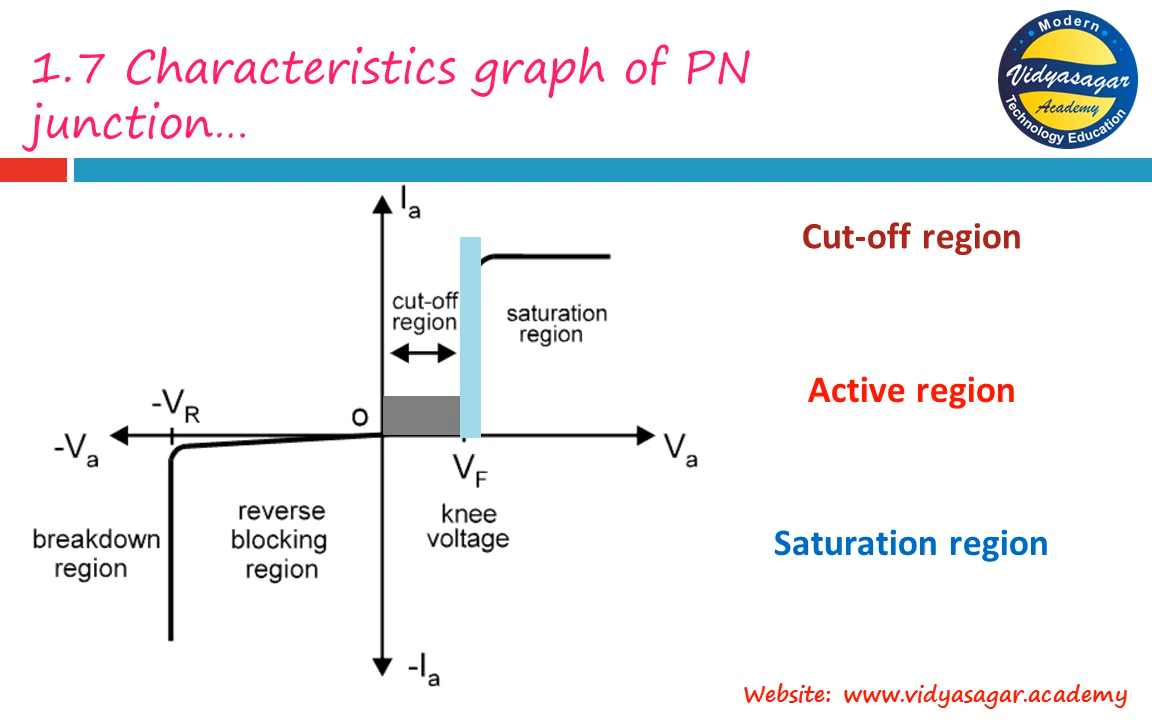 1.7 Characteristics graph of PN
junction...
Modern
Vidyasagar
Academy
Technology Education
Ia
Cut-off region
cut-off
region
saturation
region
Active region
-VR
O
-Va
Va
VF
knee
voltage
reverse
blocking
region
breakdown
region
Saturation region
-Ia
Website: www.vidyasagar.academy